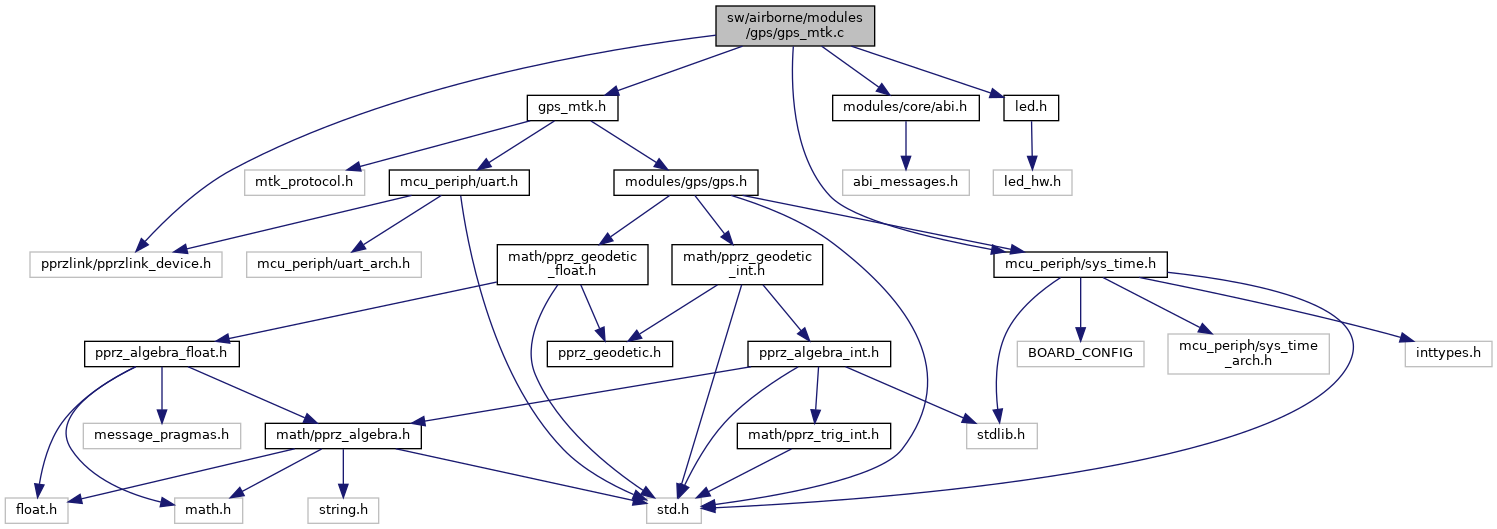 sw/airborne/modules
/gps/gps_mtk.c
gps_mtk.h
modules/core/abi.h
led.h
mtk_protocol.h
mcu_periph/uart.h
modules/gps/gps.h
abi_messages.h
led_hw.h
pprzlink/pprzlink_device.h
mcu_periph/uart_arch.h
math/pprz_geodetic
_float.h
math/pprz_geodetic
_int.h
mcu_periph/sys_time.h
pprz_algebra_float.h
pprz_geodetic.h
pprz_algebra_int.h
BOARD_CONFIG
mcu_periph/sys_time
_arch.h
inttypes.h
message_pragmas.h
math/pprz_algebra.h
math/pprz_trig_int.h
stdlib.h
float.h
math.h
string.h
std.h